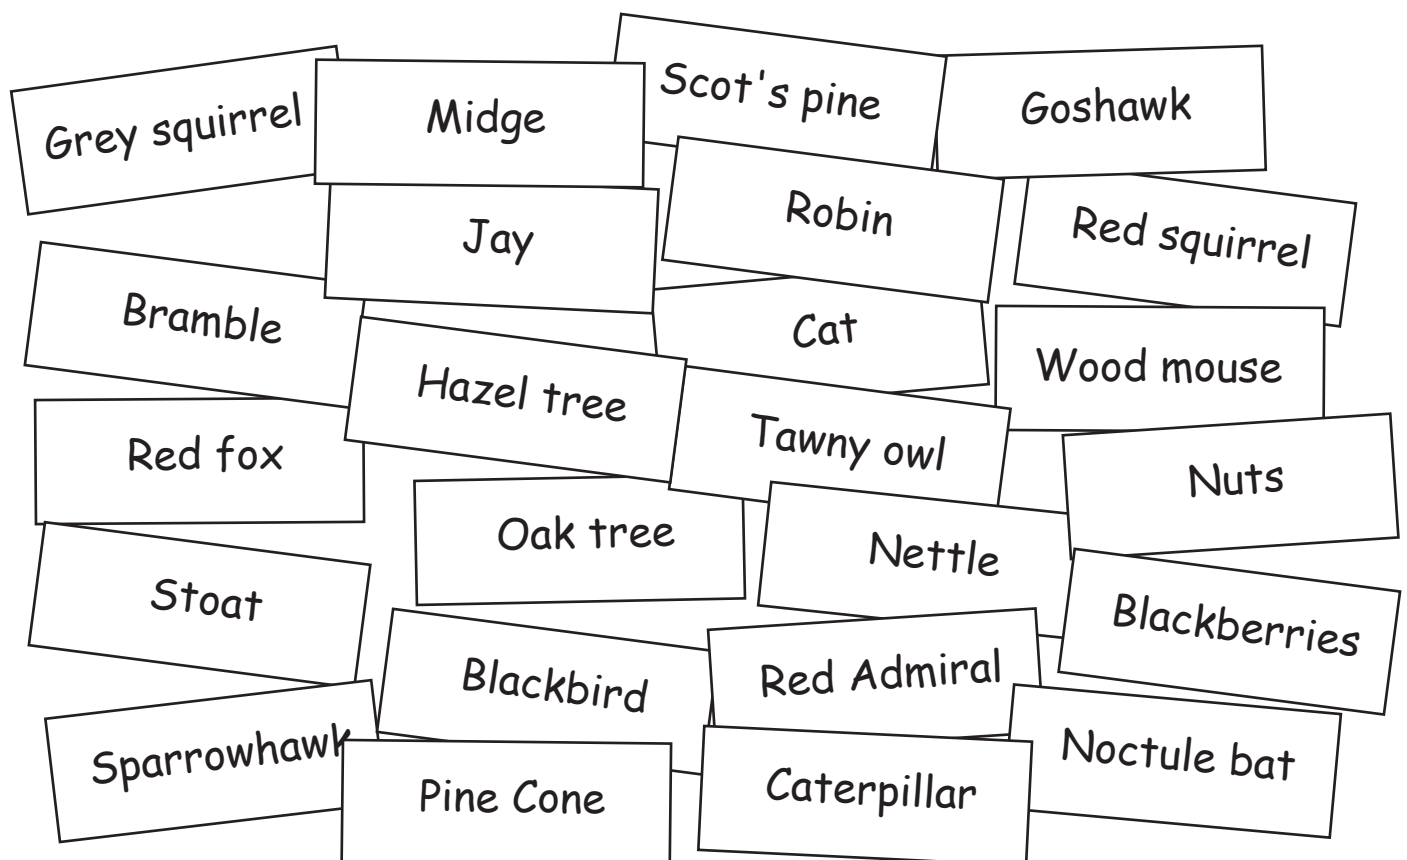 Grey squirrel
Midge
Scot's pine
Goshawk
Jay
Robin
Red squirrel
Bramble
Cat
Wood mouse
Hazel tree
Tawny owl
Red fox
Nuts
Oak tree
Nettle
Stoat
Blackberries
Blackbird
Red Admiral
Sparrowhawk
Noctule bat
Pine Cone
Caterpillar